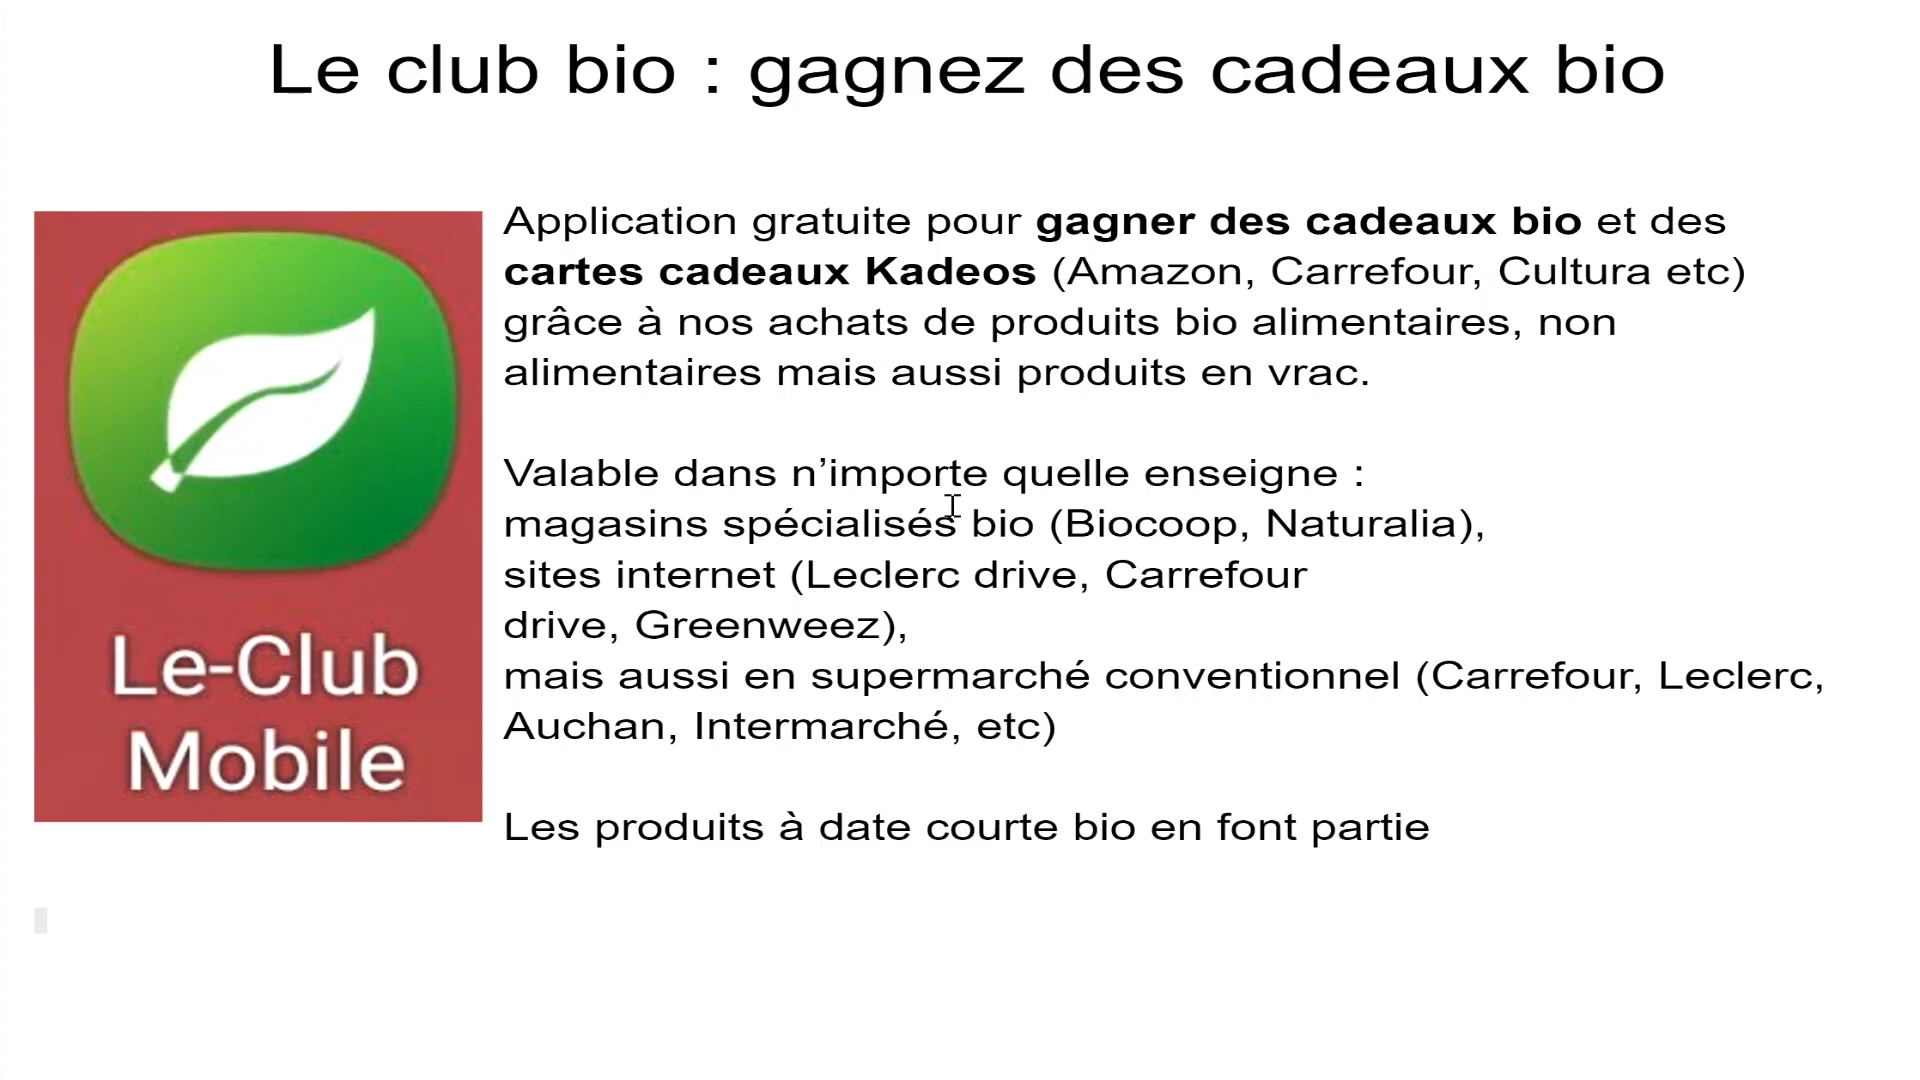 Le club bio : gagnez des cadeaux bio
Le-Club
Mobile
Application gratuite pour gagner des cadeaux bio et des
cartes cadeaux Kadeos (Amazon, Carrefour, Cultura etc)
grâce à nos achats de produits bio alimentaires, non
alimentaires mais aussi produits en vrac.
Valable dans n’importe quelle enseigne :
magasins spécialisés bio (Biocoop, Naturalia),
sites internet (Leclerc drive, Carrefour
drive, Greenweez),
mais aussi en supermarché conventionnel (Carrefour, Leclerc,
Auchan, Intermarché, etc)
Les produits à date courte bio en font partie